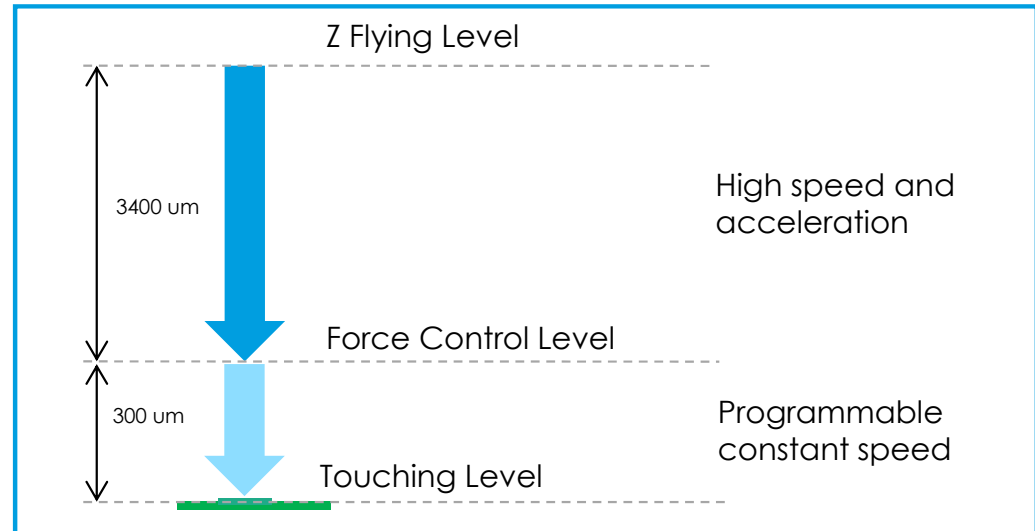 Z Flying Level
3400 um
High speed and
acceleration
Force Control Level
300 um
Programmable
constant speed
Touching Level